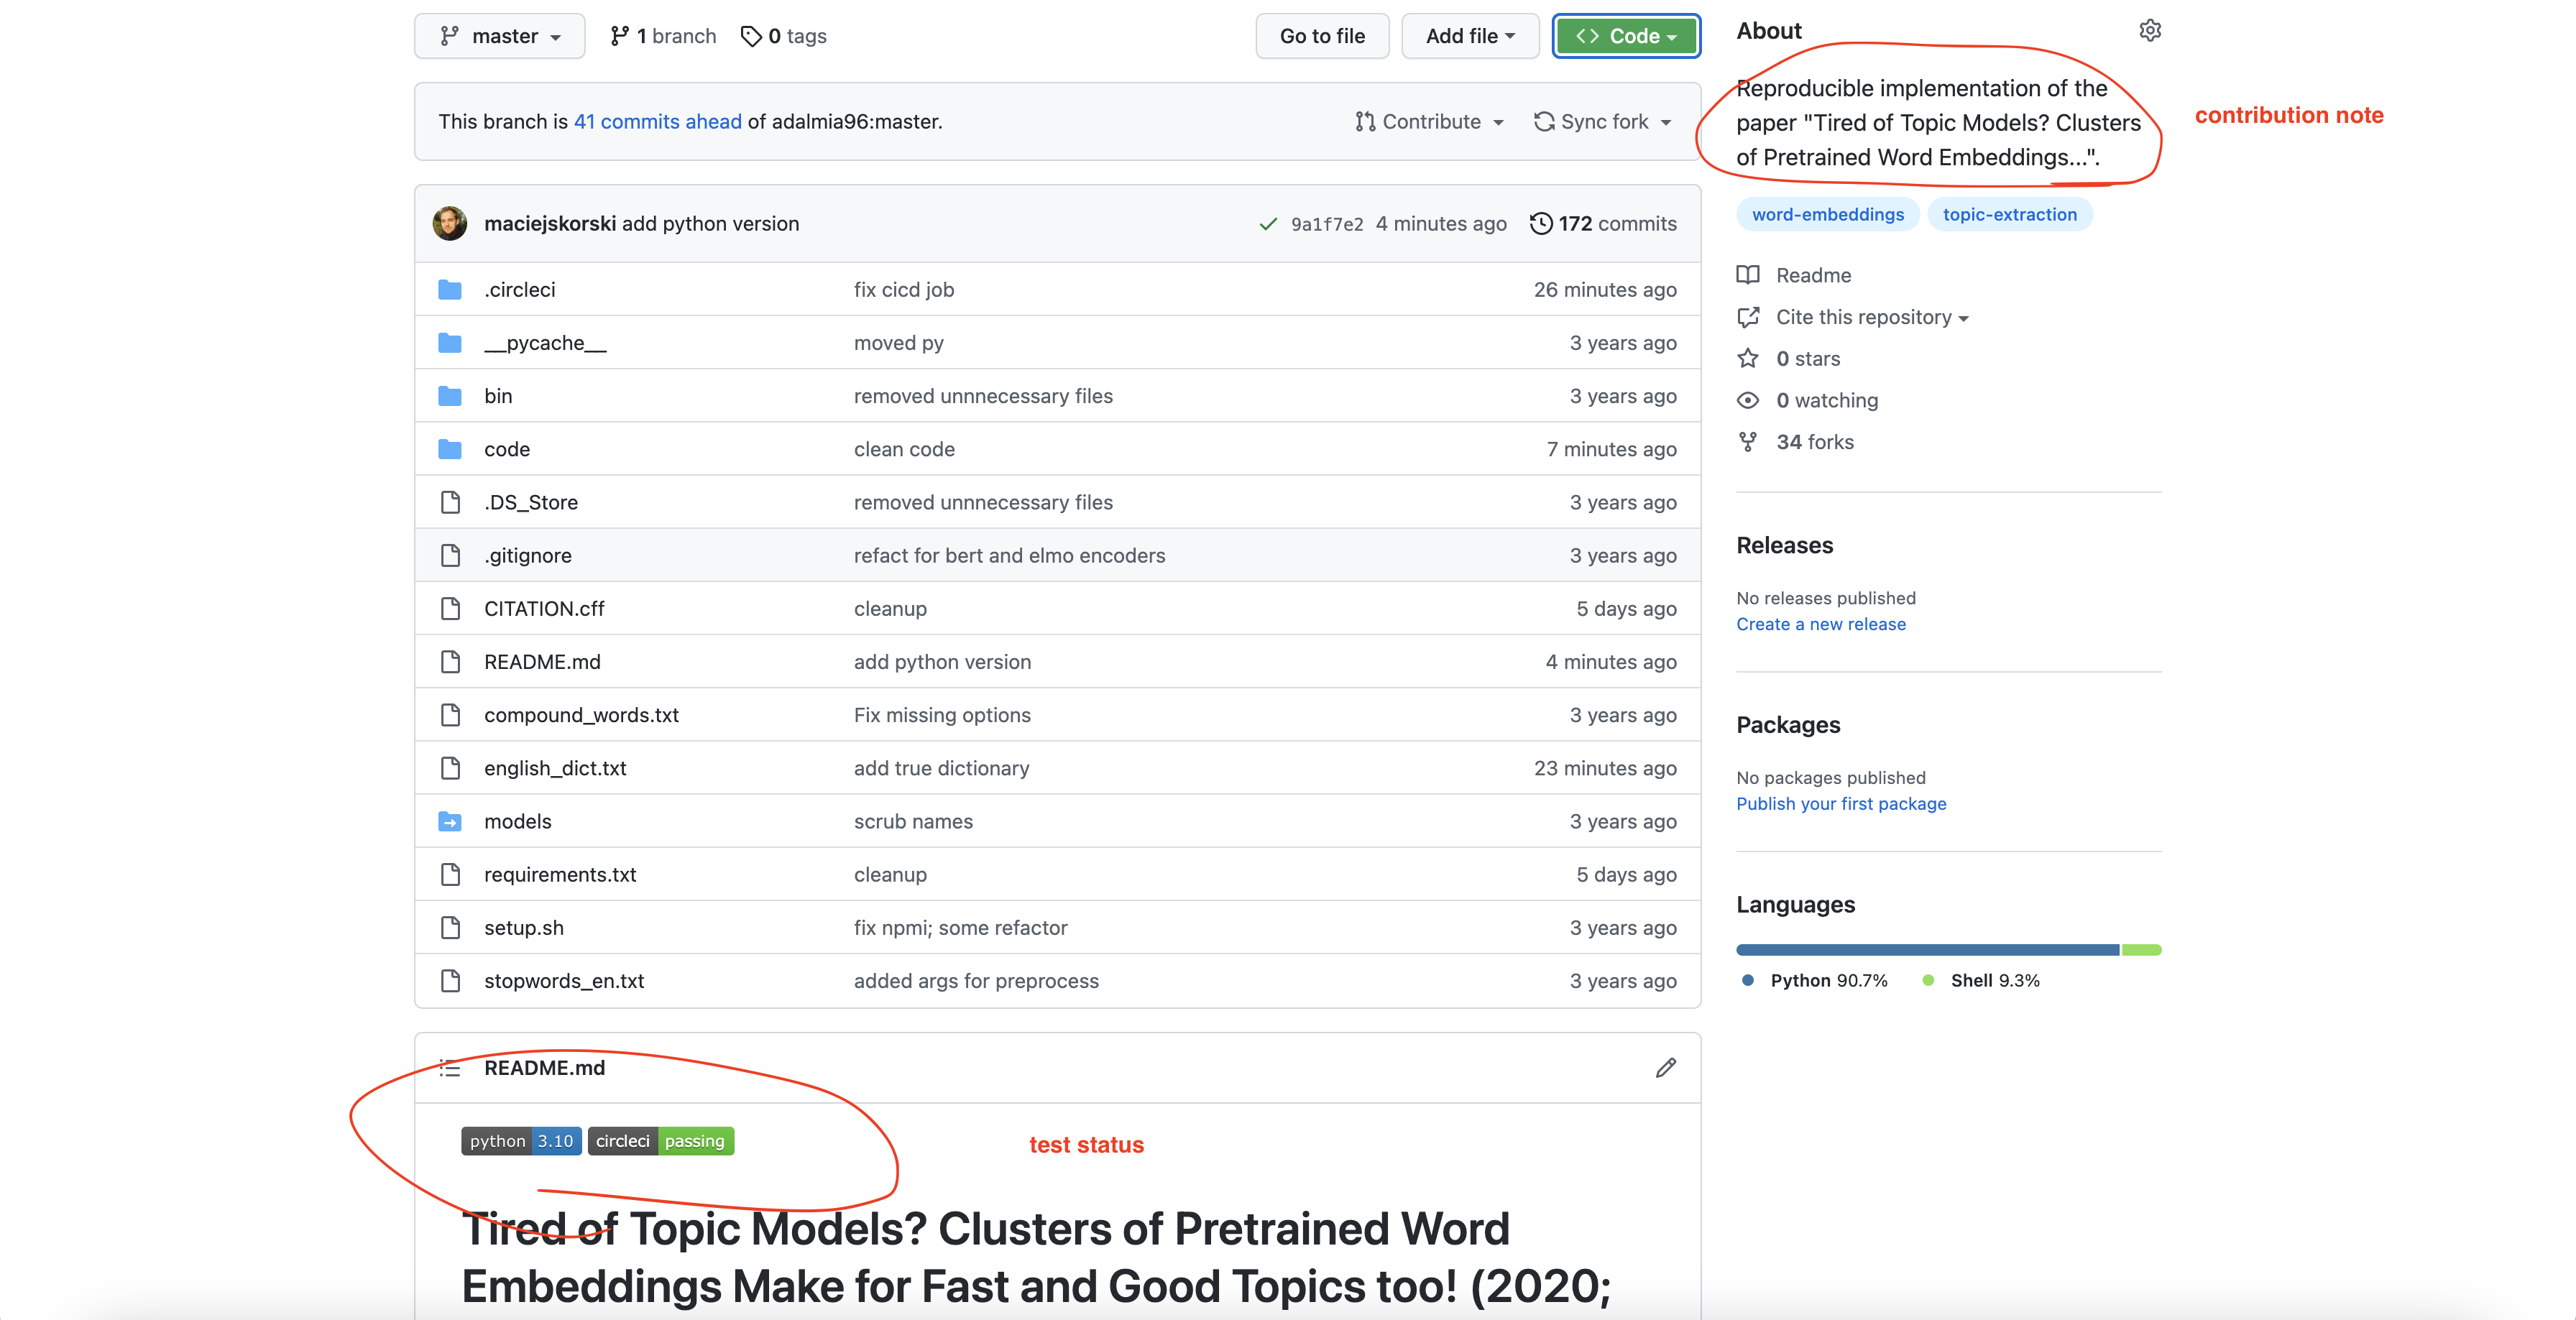 master
1 branch
0 tags
Go to file
Add file
Code
This branch is 41 commits ahead of adalmia96:master.
Contribute
Sync fork
maciejskorski add python version
9a1f7e2 4 minutes ago
172 commits
.circleci fix cicd job 26 minutes ago
__pycache__ moved py 3 years ago
bin removed unnnecessary files 3 years ago
code clean code 7 minutes ago
.DS_Store removed unnnecessary files 3 years ago
.gitignore refact for bert and elmo encoders 3 years ago
CITATION.cff cleanup 5 days ago
README.md add python version 4 minutes ago
compound_words.txt Fix missing options 3 years ago
english_dict.txt add true dictionary 23 minutes ago
models scrub names 3 years ago
requirements.txt cleanup 5 days ago
setup.sh fix npmi; some refactor 3 years ago
stopwords_en.txt added args for preprocess 3 years ago
README.md
python 3.10 circleci passing
test status
Tired of Topic Models? Clusters of Pretrained Word
Embeddings Make for Fast and Good Topics too! (2020;
About
Reproducible implementation of the
paper "Tired of Topic Models? Clusters
of Pretrained Word Embeddings...".
contribution note
word-embeddings topic-extraction
Readme
Cite this repository
0 stars
0 watching
34 forks
Releases
No releases published
Create a new release
Packages
No packages published
Publish your first package
Languages
Python 90.7% Shell 9.3%